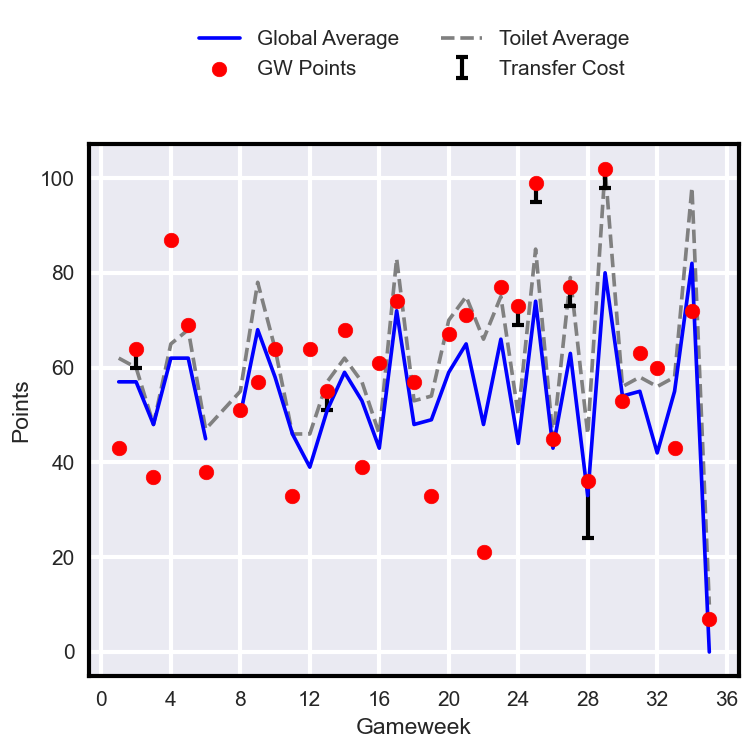 Global Average
Toilet Average
GW Points
Transfer Cost
100
80
60
40
20
0
Points
0 4 8 12 16 20 24 28 32 36
Gameweek